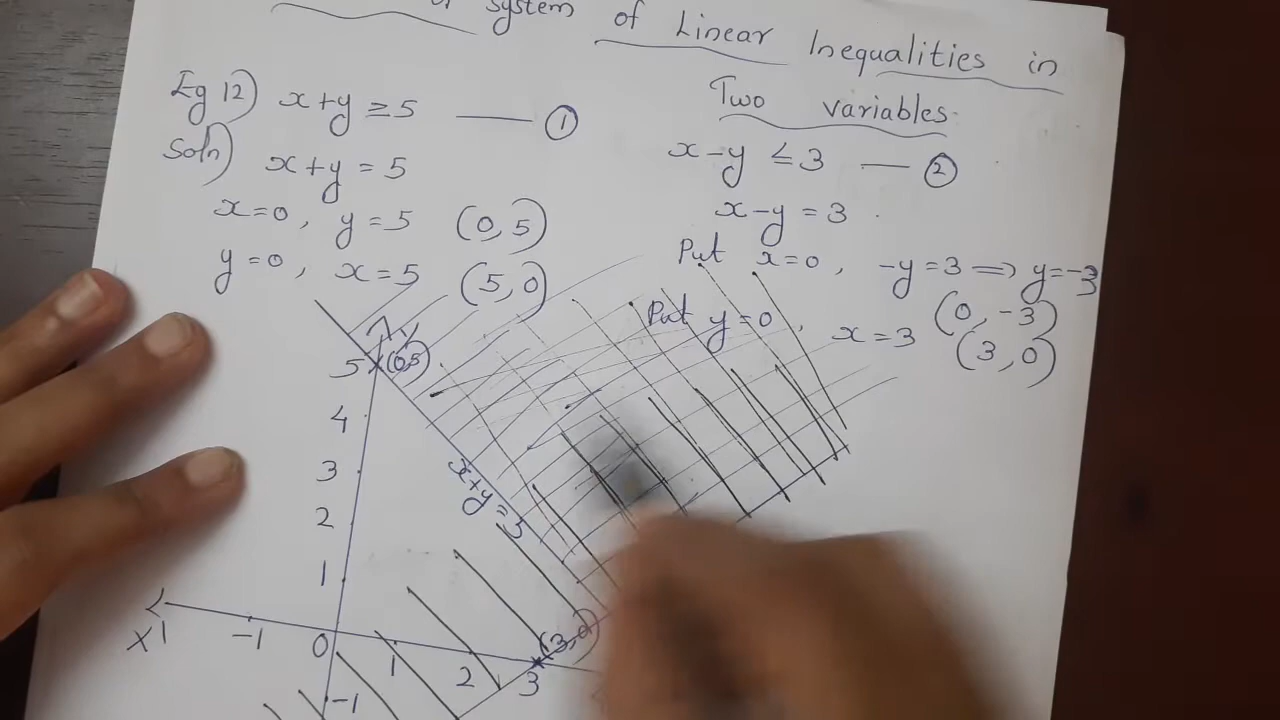 system of Linear Inequalities in
Two variables.
Eg 12) x+y ≥ 5 —— ①
Soln) x+y = 5
x=0, y=5 (0,5)
y=0, x=5 (5,0)
x-y ≤ 3 — ②
x-y = 3
Put x=0, -y=3 ⟹ y=-3
(0,-3)
Put y=0, x=3 (3,0)
Y
5 (0,5)
4
3
2
1
x+y=5
X1 -1 0 1 2 3
(3,0)
-1